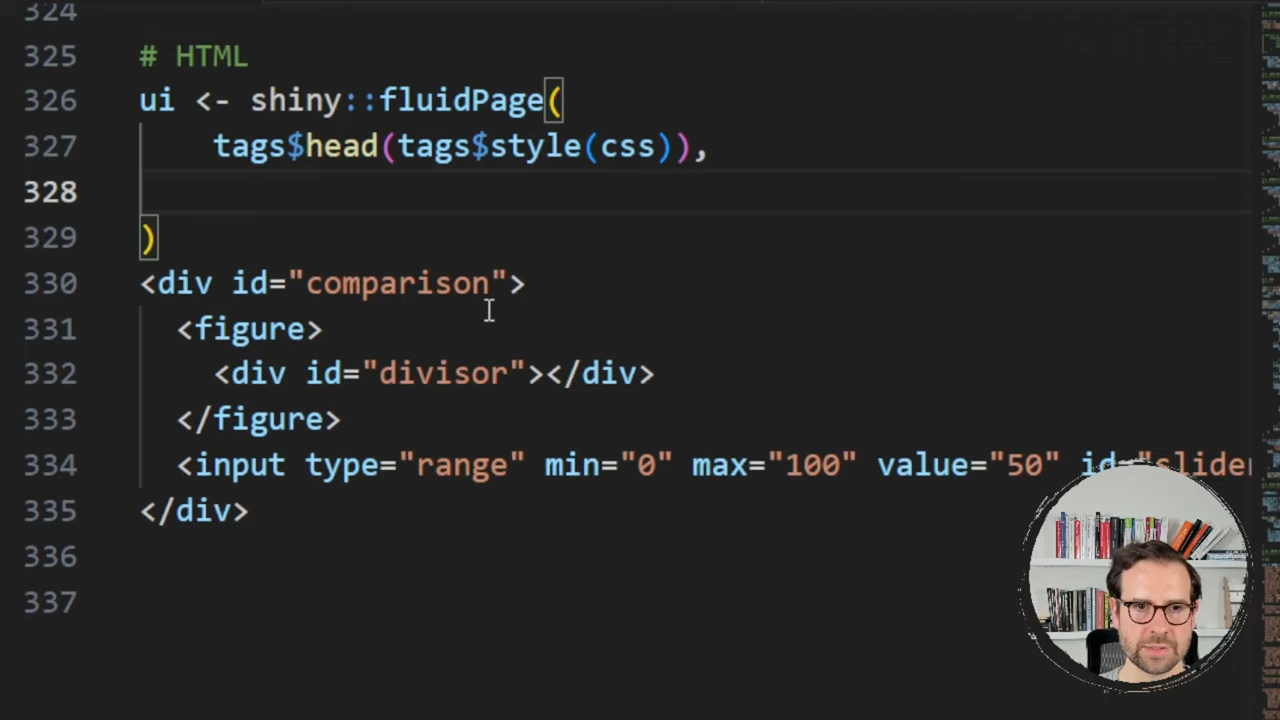 324
325 # HTML
326 ui <- shiny::fluidPage(
327 tags$head(tags$style(css)),
328
329 )
330 <div id="comparison">
331 <figure>
332 <div id="divisor"></div>
333 </figure>
334 <input type="range" min="0" max="100" value="50" id="slider
335 </div>
336
337